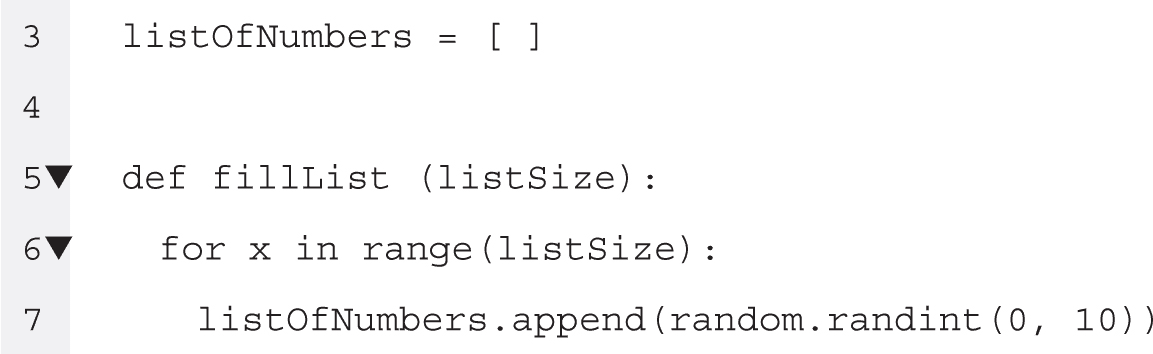 3 listOfNumbers = [ ]
4
5▼ def fillList (listSize):
6▼ for x in range(listSize):
7 listOfNumbers.append(random.randint(0, 10))